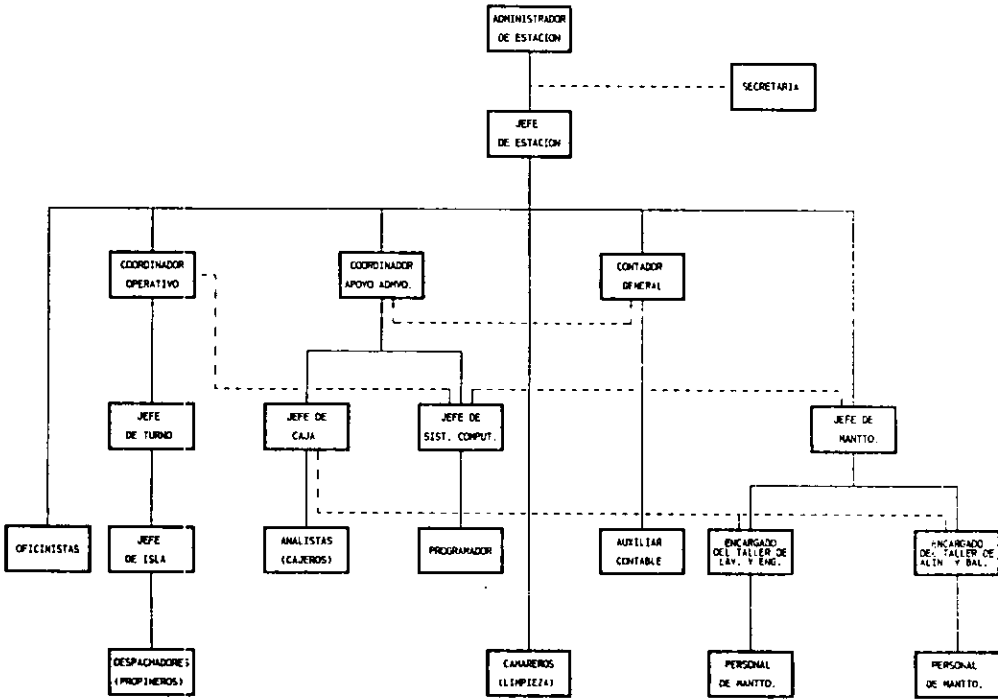 ADMINISTRADOR
DE ESTACION
SECRETARIA
JEFE
DE ESTACION
COORDINADOR
OPERATIVO
COORDINADOR
APOYO ADMVO.
CONTADOR
GENERAL
JEFE
DE TURNO
JEFE DE
CAJA
JEFE DE
SIST. COMPUT.
JEFE DE
MANTTO.
OFICINISTAS
JEFE
DE ISLA
ANALISTAS
(CAJEROS)
PROGRAMADOR
AUXILIAR
CONTABLE
ENCARGADO
DEL TALLER DE
LAV. Y ENG.
ENCARGADO
DEL TALLER DE
ALIN Y BAL.
DESPACHADORES
(PROPINEROS)
CAMAREROS
(LIMPIEZA)
PERSONAL
DE MANTTO.
PERSONAL
DE MANTTO.